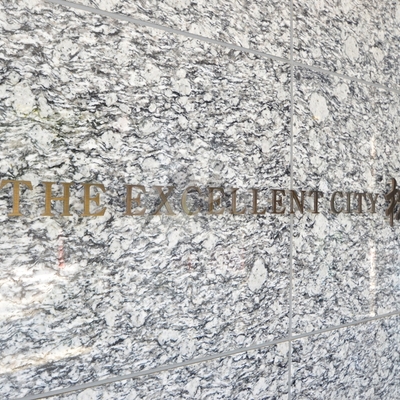 THE EXCELLENT CITY